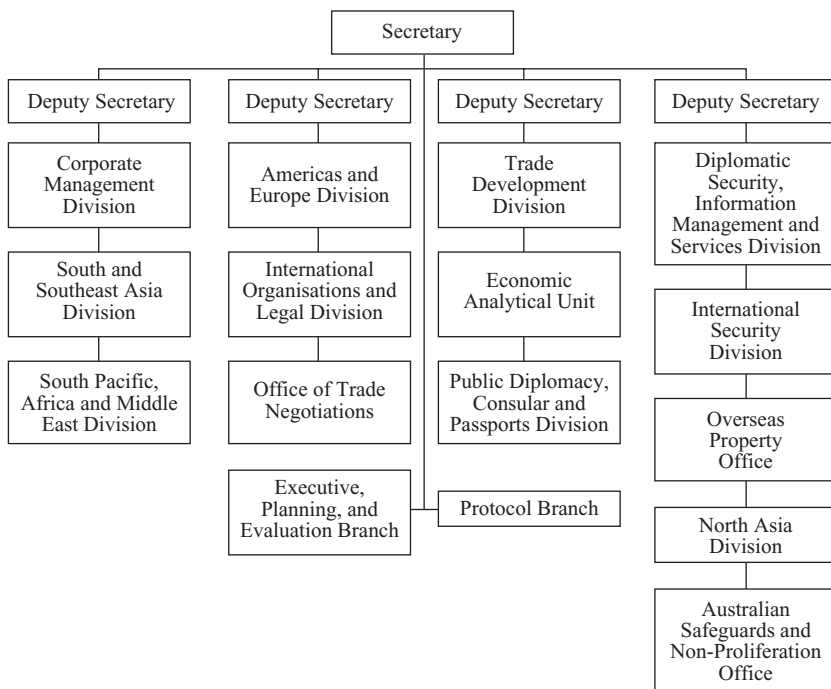 Secretary
Deputy Secretary
Corporate
Management
Division
South and
Southeast Asia
Division
South Pacific,
Africa and Middle
East Division
Deputy Secretary
Americas and
Europe Division
International
Organisations and
Legal Division
Office of Trade
Negotiations
Deputy Secretary
Trade
Development
Division
Economic
Analytical Unit
Public Diplomacy,
Consular and
Passports Division
Deputy Secretary
Diplomatic
Security,
Information
Management and
Services Division
International
Security
Division
Overseas
Property
Office
North Asia
Division
Australian
Safeguards and
Non-Proliferation
Office
Executive,
Planning, and
Evaluation Branch
Protocol Branch